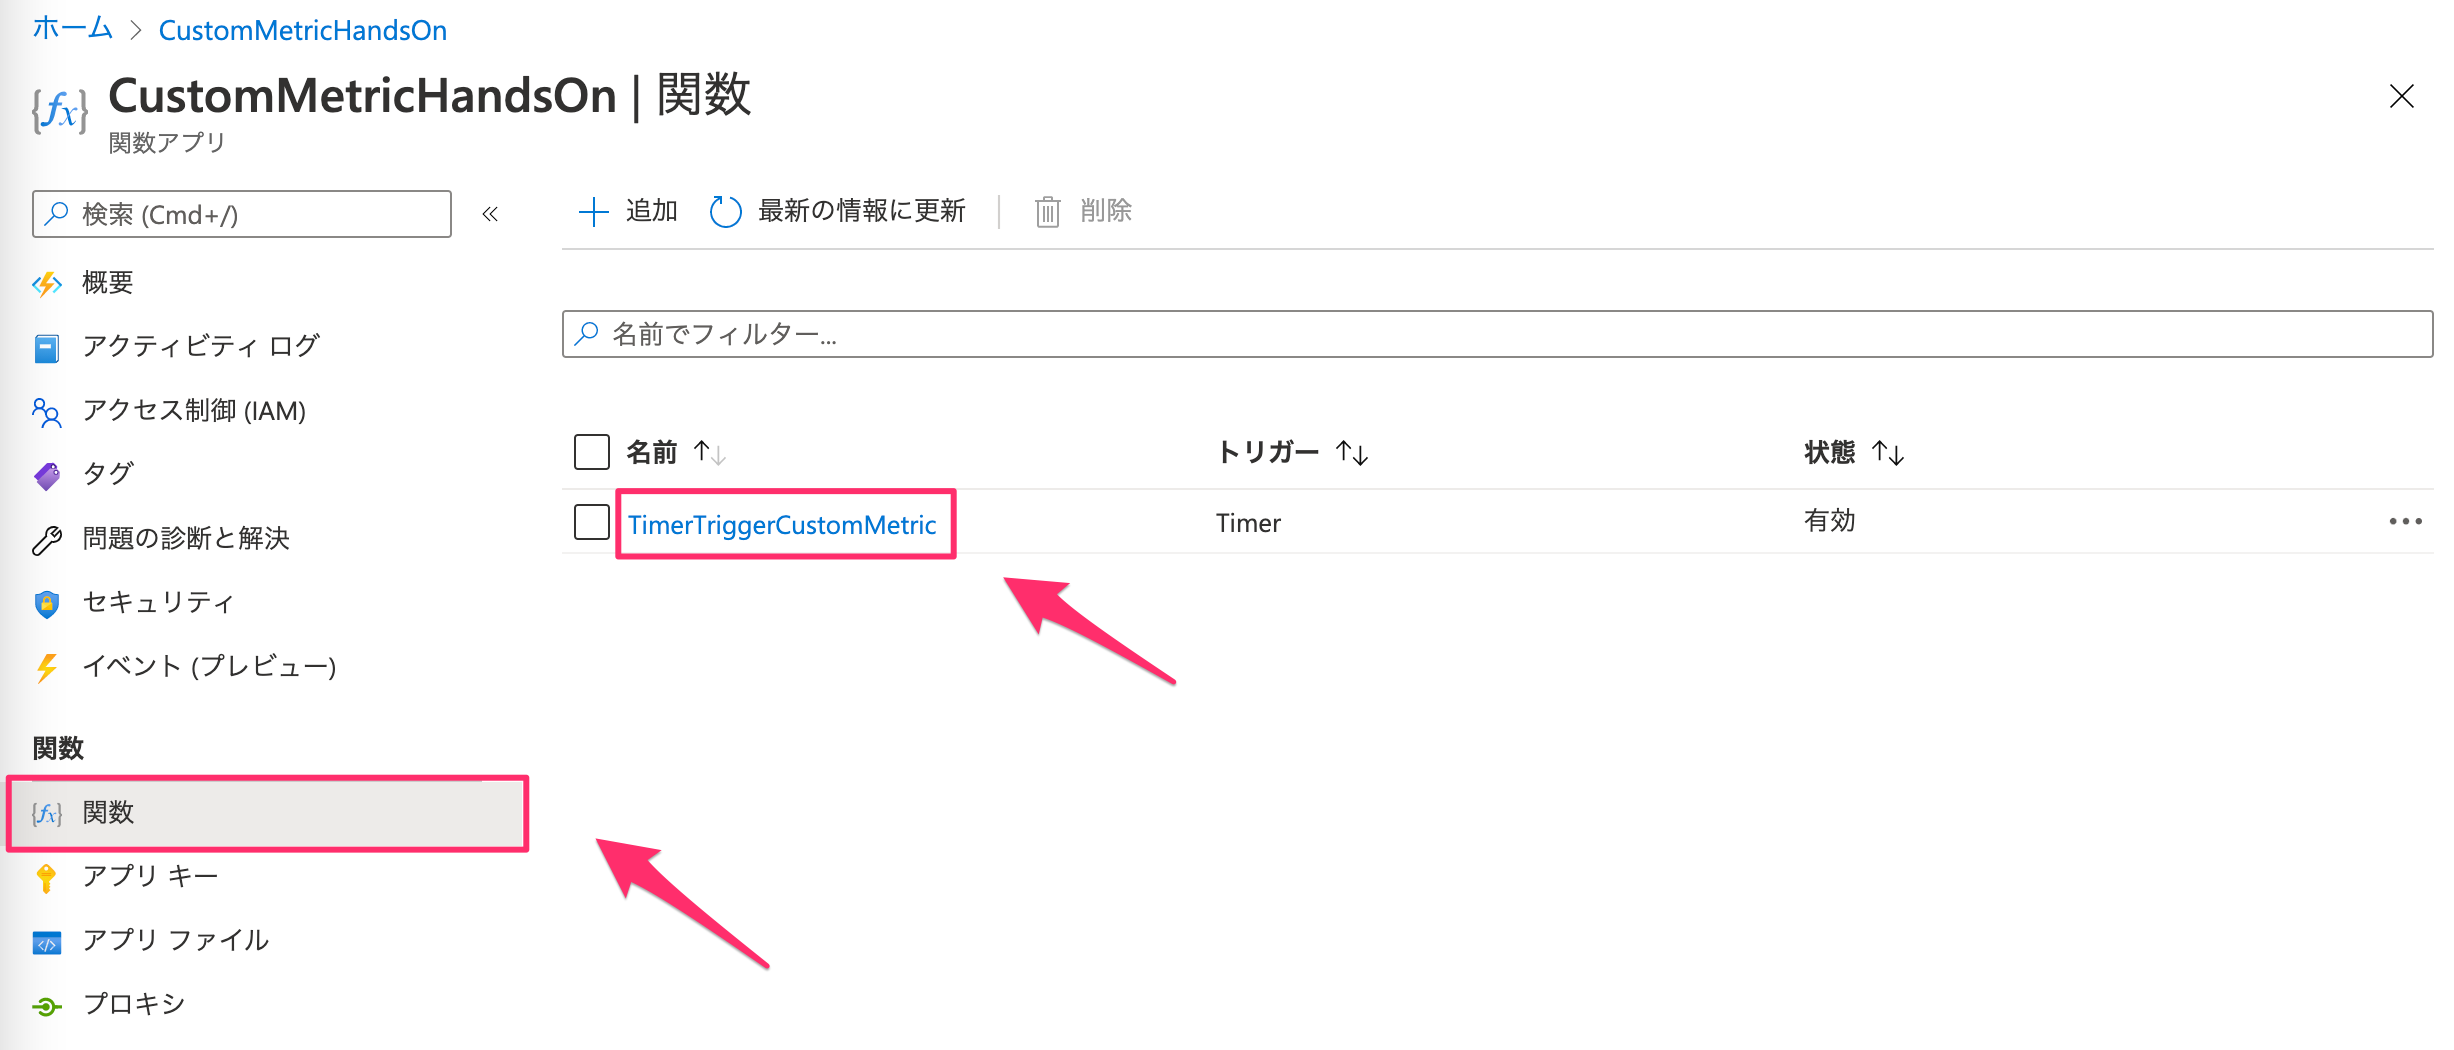 ホーム > CustomMetricHandsOn
{fx} CustomMetricHandsOn | 関数
関数アプリ
検索 (Cmd+/) «
概要
アクティビティ ログ
アクセス制御 (IAM)
タグ
問題の診断と解決
セキュリティ
イベント (プレビュー)
関数
{fx} 関数
アプリ キー
アプリ ファイル
プロキシ
追加 最新の情報に更新 削除
名前でフィルター...
名前 ↑↓ トリガー ↑↓ 状態 ↑↓
TimerTriggerCustomMetric Timer 有効 •••